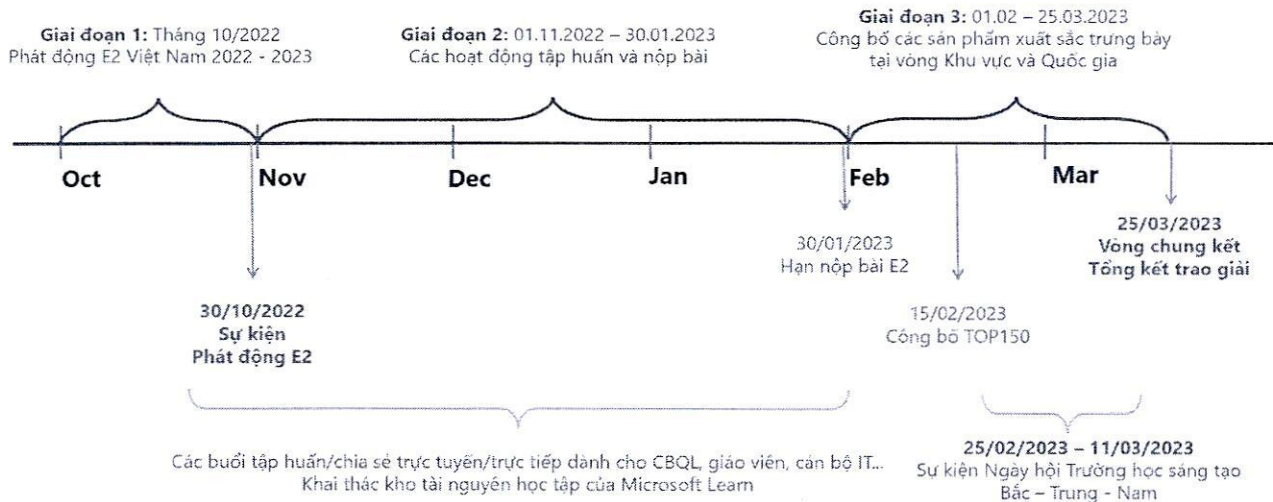 Giai đoạn 1: Tháng 10/2022
Phát động E2 Việt Nam 2022 - 2023
Giai đoạn 2: 01.11.2022 – 30.01.2023
Các hoạt động tập huấn và nộp bài
Giai đoạn 3: 01.02 – 25.03.2023
Công bố các sản phẩm xuất sắc trưng bày
tại vòng Khu vực và Quốc gia
Oct
Nov
Dec
Jan
Feb
Mar
30/10/2022
Sự kiện
Phát động E2
30/01/2023
Hạn nộp bài E2
15/02/2023
Công bố TOP150
25/03/2023
Vòng chung kết
Tổng kết trao giải
Các buổi tập huấn/chia sẻ trực tuyến/trực tiếp dành cho CBQL, giáo viên, cán bộ IT...
Khai thác kho tài nguyên học tập của Microsoft Learn
25/02/2023 – 11/03/2023
Sự kiện Ngày hội Trường học sáng tạo
Bắc – Trung - Nam